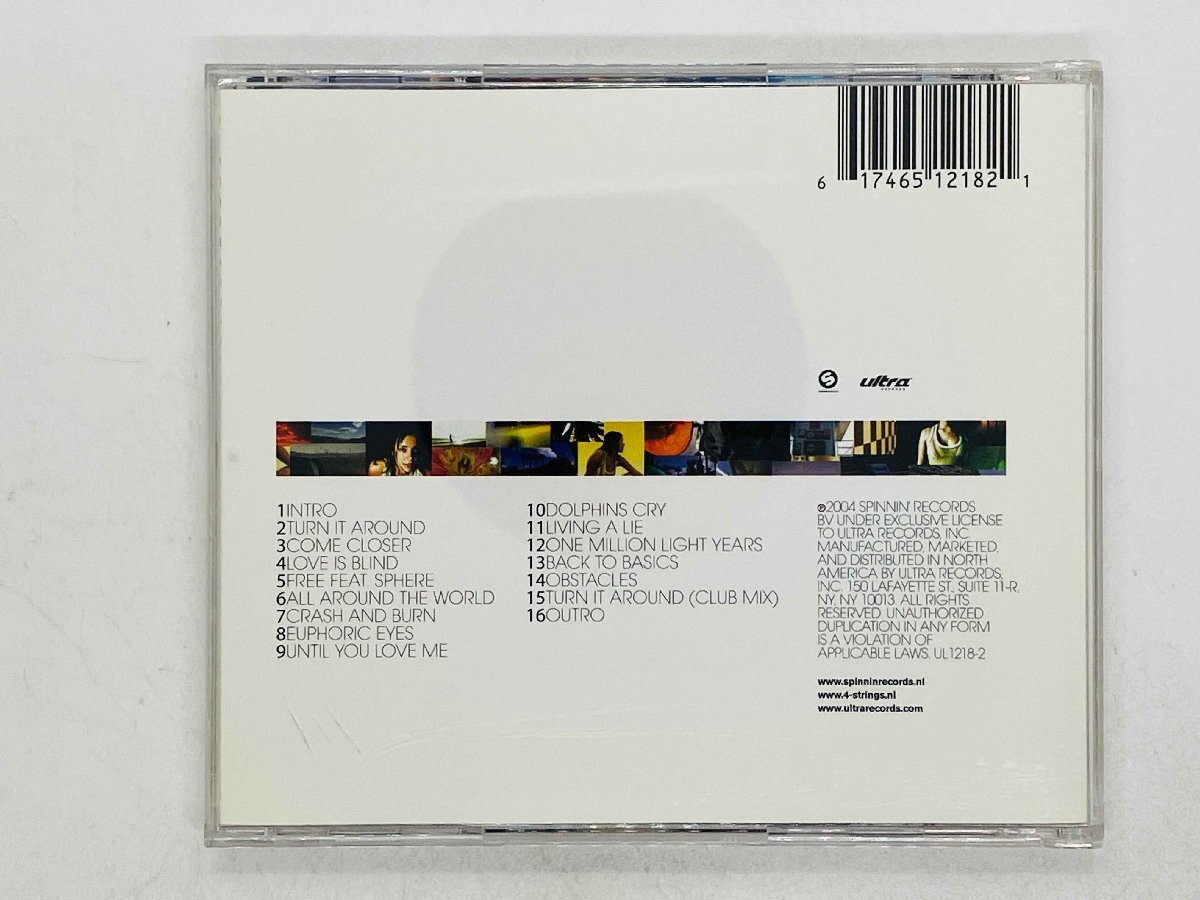 6 17465 12182 1
ultra
1INTRO
2TURN IT AROUND
3COME CLOSER
4LOVE IS BLIND
5FREE FEAT. SPHERE
6ALL AROUND THE WORLD
7CRASH AND BURN
8EUPHORIC EYES
9UNTIL YOU LOVE ME
10DOLPHINS CRY
11LIVING A LIE
12ONE MILLION LIGHT YEARS
13BACK TO BASICS
14OBSTACLES
15TURN IT AROUND (CLUB MIX)
16OUTRO
℗2004 SPINNIN' RECORDS
BV UNDER EXCLUSIVE LICENSE
TO ULTRA RECORDS, INC.
MANUFACTURED, MARKETED,
AND DISTRIBUTED IN NORTH
AMERICA BY ULTRA RECORDS,
INC. 150 LAFAYETTE ST., SUITE 11-R,
NY, NY 10013. ALL RIGHTS
RESERVED. UNAUTHORIZED
DUPLICATION IN ANY FORM
IS A VIOLATION OF
APPLICABLE LAWS. UL1218-2
www.spinninrecords.nl
www.4-strings.nl
www.ultrarecords.com